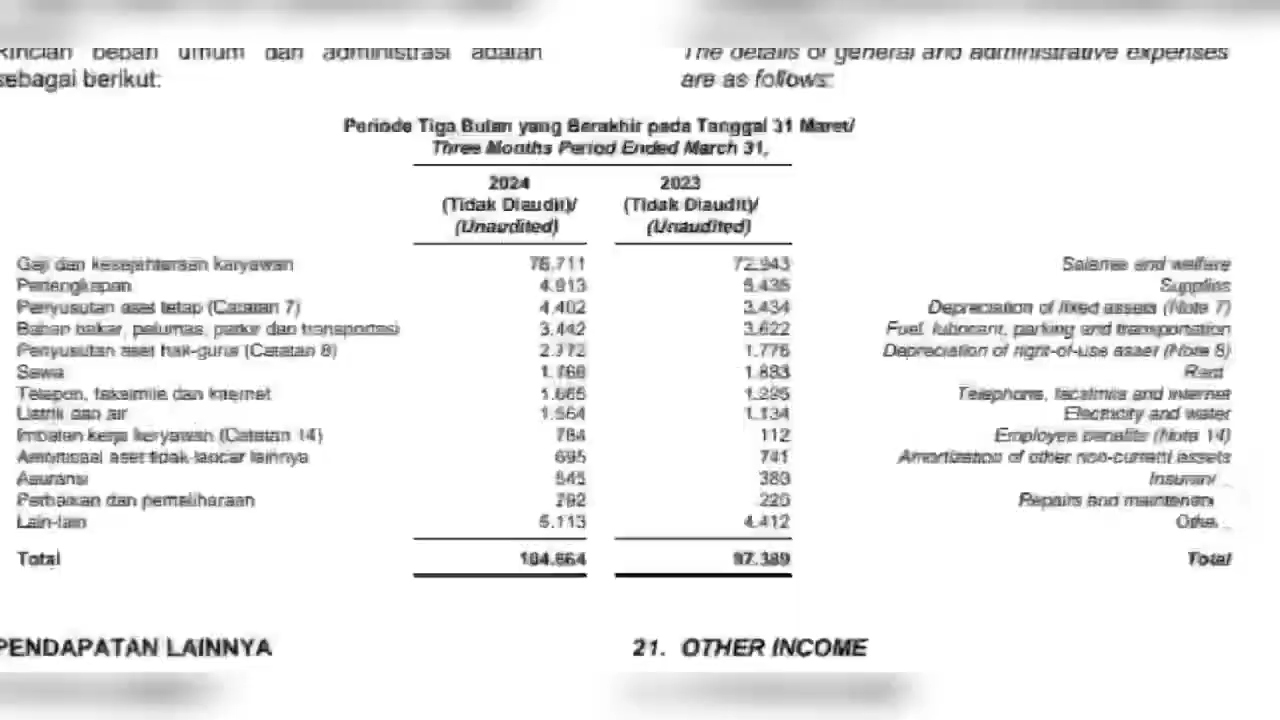 Rincian beban umum dan administrasi adalah
sebagai berikut:
The details of general and administrative expenses
are as follows:
Periode Tiga Bulan yang Berakhir pada Tanggal 31 Maret/
Three Months Period Ended March 31,
2024 2023
(Tidak Diaudit)/ (Tidak Diaudit)/
(Unaudited) (Unaudited)
Gaji dan kesejahteraan karyawan 76.711 72.943 Salaries and welfare
Perlengkapan 4.913 Supplies
Penyusutan aset tetap (Catatan 7) 4.402 3.434 Depreciation of fixed assets (Note 7)
Bahan bakar, pelumas, parkir dan transportasi 3.442 3.622 Fuel, lubricant, parking and transportation
Penyusutan aset hak-guna (Catatan 8) 2.772 1.776 Depreciation of right-of-use asset (Note 8)
Sewa 1.766 1.883 Rent
Telepon, faksimile dan internet 1.665 1.295 Telephone, facsimile and internet
Listrik dan air 1.564 1.134 Electricity and water
Imbalan kerja karyawan (Catatan 14) 784 112 Employee benefits (Note 14)
Amortisasi aset tidak lancar lainnya 695 741 Amortization of other non-current assets
Asuransi 545
Perbaikan dan pemeliharaan 292 Repairs and
Lain-lain 5.113 4.412
Total 104.664 97.389 Total
PENDAPATAN LAINNYA
21. OTHER INCOME